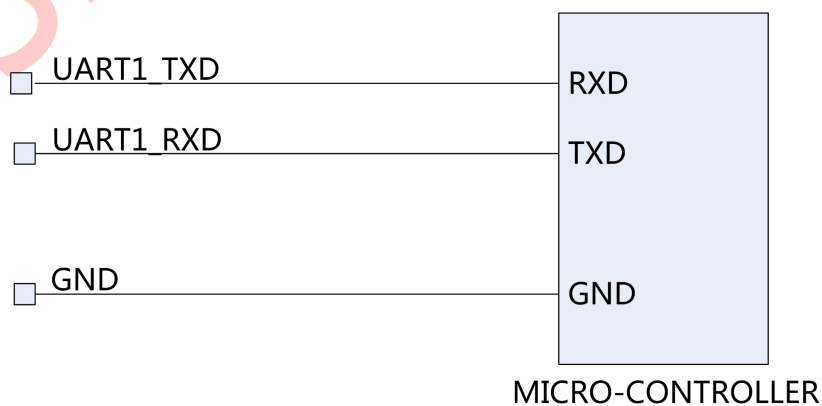 UART1_TXD
RXD
UART1_RXD
TXD
GND
GND
MICRO-CONTROLLER